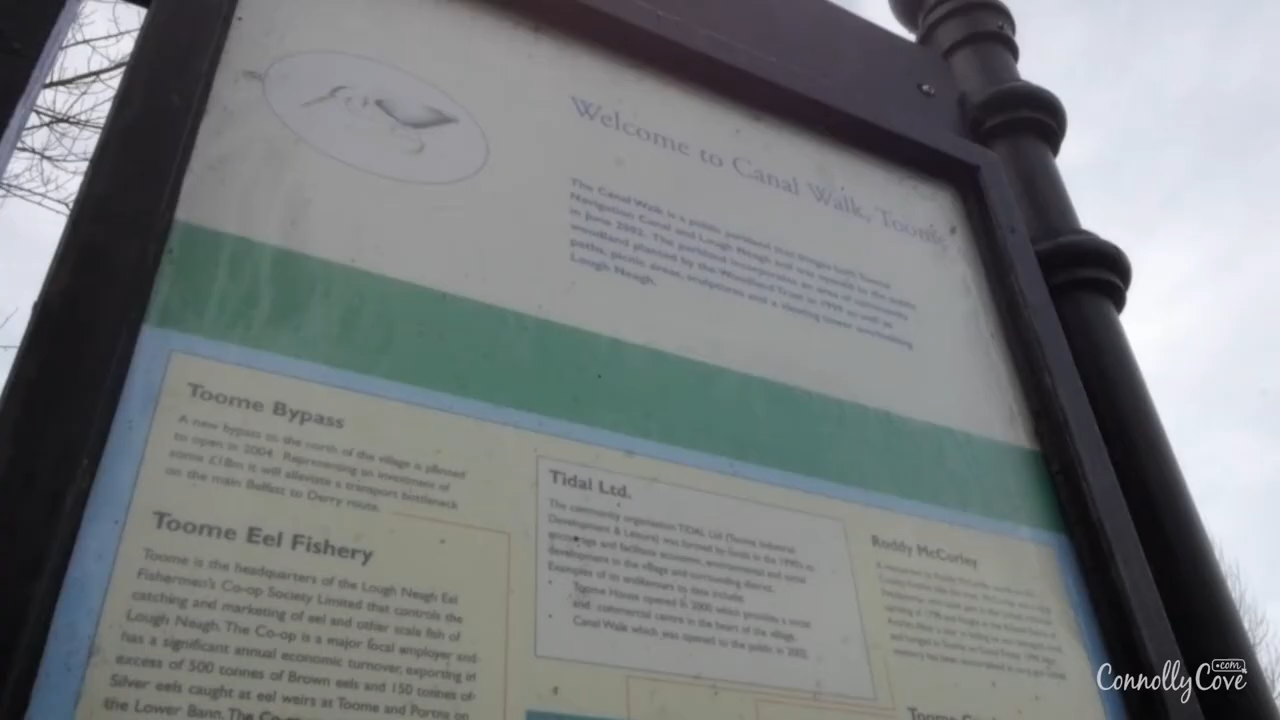 Welcome to Canal Walk, Toome
The Canal Walk is a public parkland that fringes both Toome
Navigation Canal and Lough Neagh and was opened to the public
in June 2002. The parkland incorporates an area of community
woodland planted by the Woodland Trust in 1999 as well as
paths, picnic areas, sculptures and a viewing tower overlooking
Lough Neagh.
Toome Bypass
A new bypass to the north of the village is planned
to open in 2004. Representing an investment of
some £18m it will alleviate a transport bottleneck
on the main Belfast to Derry route.
Toome Eel Fishery
Toome is the headquarters of the Lough Neagh Eel
Fishermen's Co-op Society Limited that controls the
catching and marketing of eel and other scale fish of
Lough Neagh. The Co-op is a major focal employer and
has a significant annual economic turnover, exporting in
excess of 500 tonnes of Brown eels and 150 tonnes of
Silver eels caught at eel weirs at Toome and Portna on
the Lower Bann. The
Tidal Ltd.
The community organisation TIDAL Ltd (Toome Industrial
Development & Leisure) was formed by locals in the 1990's to
encourage and facilitate economic, environmental and social
development in the village and surrounding district.
Examples of its endeavours to date include:
• Toome House opened in 2000 which provides a social
and commercial centre in the heart of the village.
• Canal Walk which was opened to the public in 2002.
Roddy McCorley
Toome
ConnollyCove.com